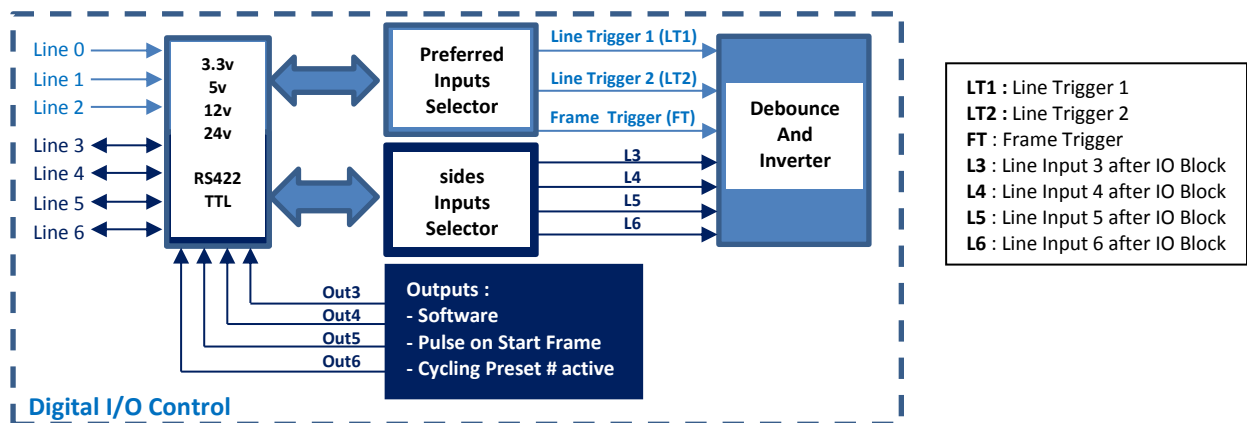 Line 0
Line 1
Line 2
Line 3
Line 4
Line 5
Line 6
3.3v
5v
12v
24v
RS422
TTL
Preferred
Inputs
Selector
Line Trigger 1 (LT1)
Line Trigger 2 (LT2)
Frame Trigger (FT)
sides
Inputs
Selector
L3
L4
L5
L6
Debounce
And
Inverter
Out3
Out4
Out5
Out6
Outputs :
- Software
- Pulse on Start Frame
- Cycling Preset # active
Digital I/O Control
LT1 : Line Trigger 1
LT2 : Line Trigger 2
FT : Frame Trigger
L3 : Line Input 3 after IO Block
L4 : Line Input 4 after IO Block
L5 : Line Input 5 after IO Block
L6 : Line Input 6 after IO Block